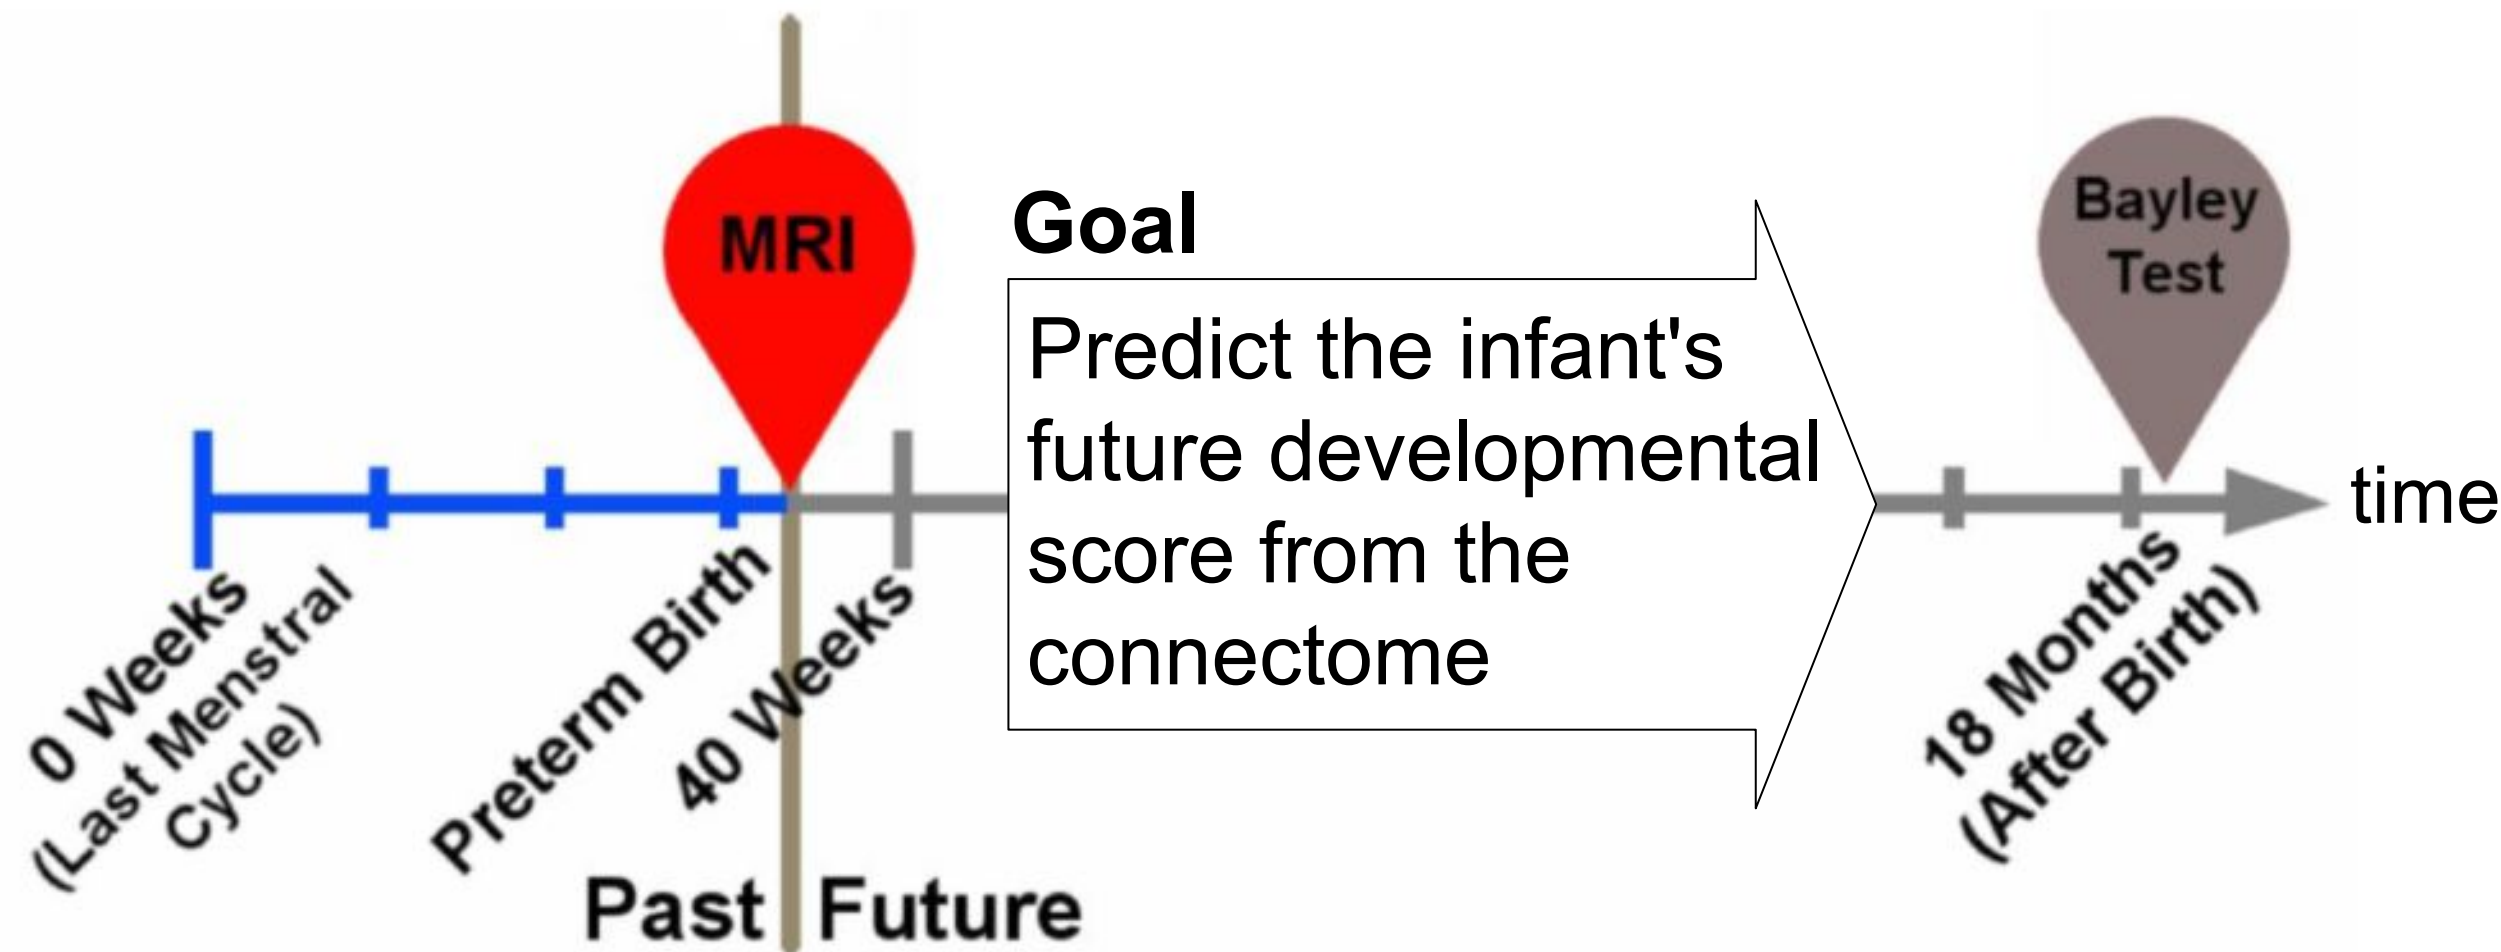 MRI
Goal
Predict the infant's
future developmental
score from the
connectome
Bayley
Test
time
0 Weeks
(Last Menstral
Cycle)
Preterm Birth
40 Weeks
18 Months
(After Birth)
Past
Future